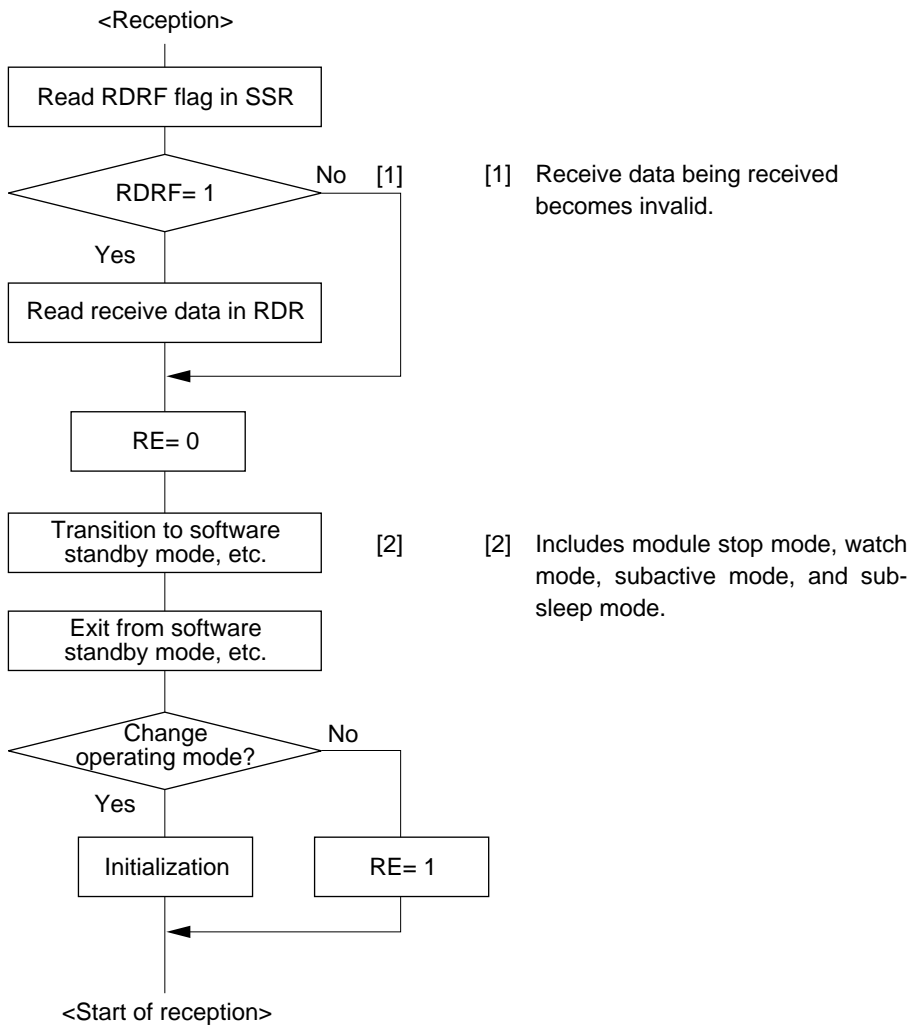 <Reception>
Read RDRF flag in SSR
RDRF= 1
No
[1]
[1] Receive data being received
becomes invalid.
Yes
Read receive data in RDR
RE= 0
Transition to software
standby mode, etc.
[2]
[2] Includes module stop mode, watch
mode, subactive mode, and sub-
sleep mode.
Exit from software
standby mode, etc.
Change
operating mode?
No
Yes
Initialization
RE= 1
<Start of reception>